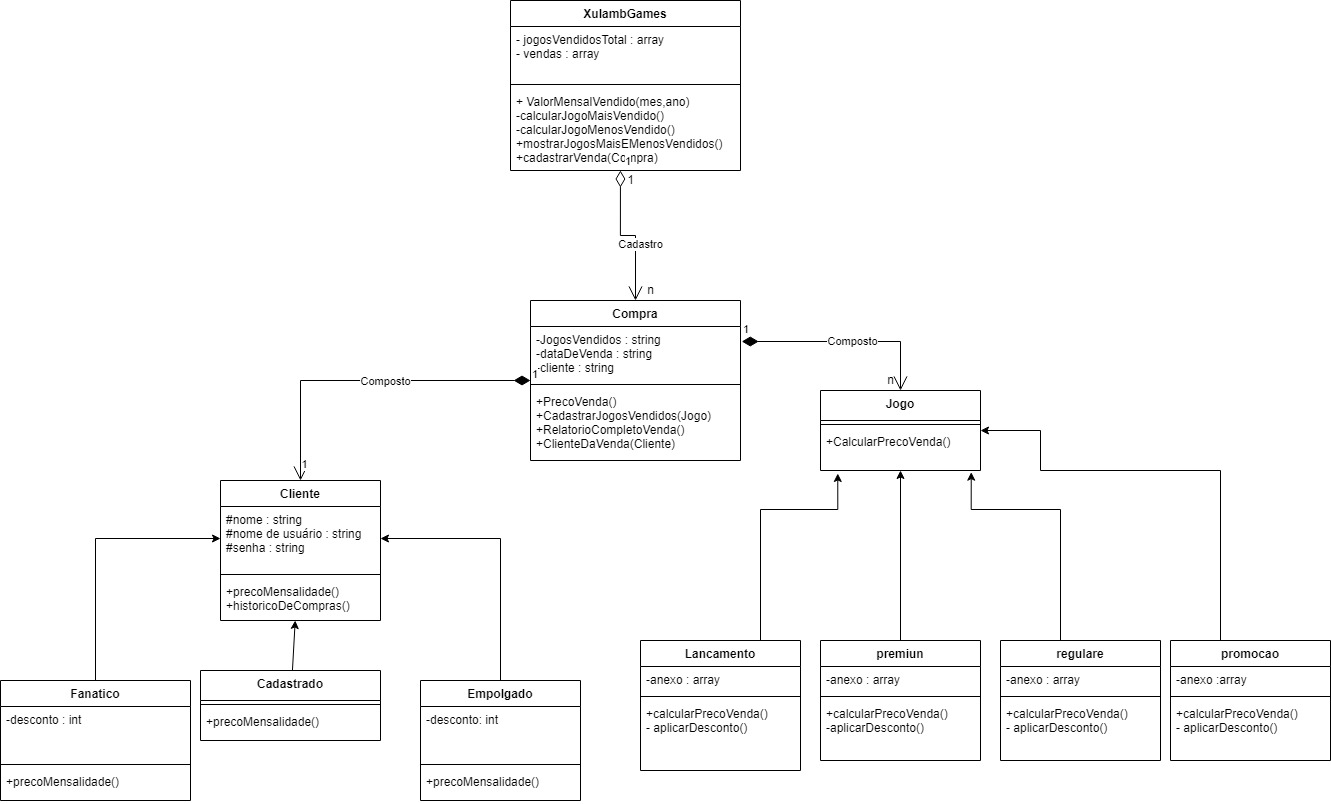 XulambGames
- jogosVendidosTotal : array
- vendas : array
+ ValorMensalVendido(mes,ano)
-calcularJogoMaisVendido()
-calcularJogoMenosVendido()
+mostrarJogosMaisEMenosVendidos()
+cadastrarVenda(Compra)
1
1
Cadastro
n
Compra
-JogosVendidos : string
-dataDeVenda : string
-cliente : string
+PrecoVenda()
+CadastrarJogosVendidos(Jogo)
+RelatorioCompletoVenda()
+ClienteDaVenda(Cliente)
1
Composto
n
Jogo
+CalcularPrecoVenda()
1
Composto
1
Cliente
#nome : string
#nome de usuário : string
#senha : string
+precoMensalidade()
+historicoDeCompras()
Fanatico
-desconto : int
+precoMensalidade()
Cadastrado
+precoMensalidade()
Empolgado
-desconto: int
+precoMensalidade()
Lancamento
-anexo : array
+calcularPrecoVenda()
- aplicarDesconto()
premiun
-anexo : array
+calcularPrecoVenda()
-aplicarDesconto()
regulare
-anexo : array
+calcularPrecoVenda()
- aplicarDesconto()
promocao
-anexo :array
+calcularPrecoVenda()
- aplicarDesconto()